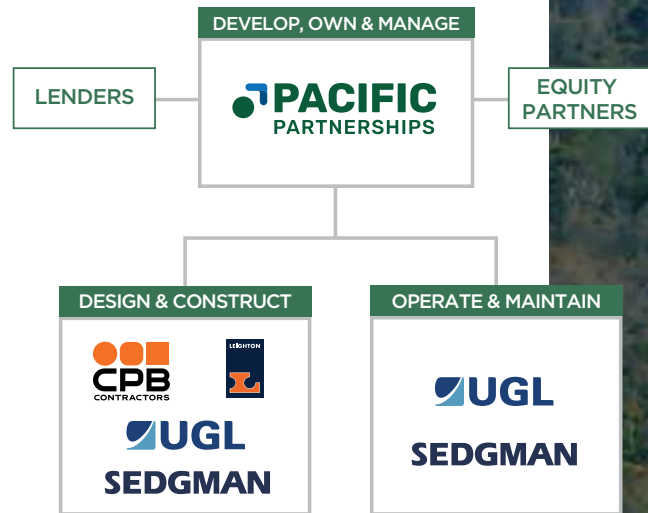 DEVELOP, OWN & MANAGE
LENDERS
PACIFIC
PARTNERSHIPS
EQUITY
PARTNERS
DESIGN & CONSTRUCT
CPB
CONTRACTORS
LEIGHTON
L
UGL
SEDGMAN
OPERATE & MAINTAIN
UGL
SEDGMAN